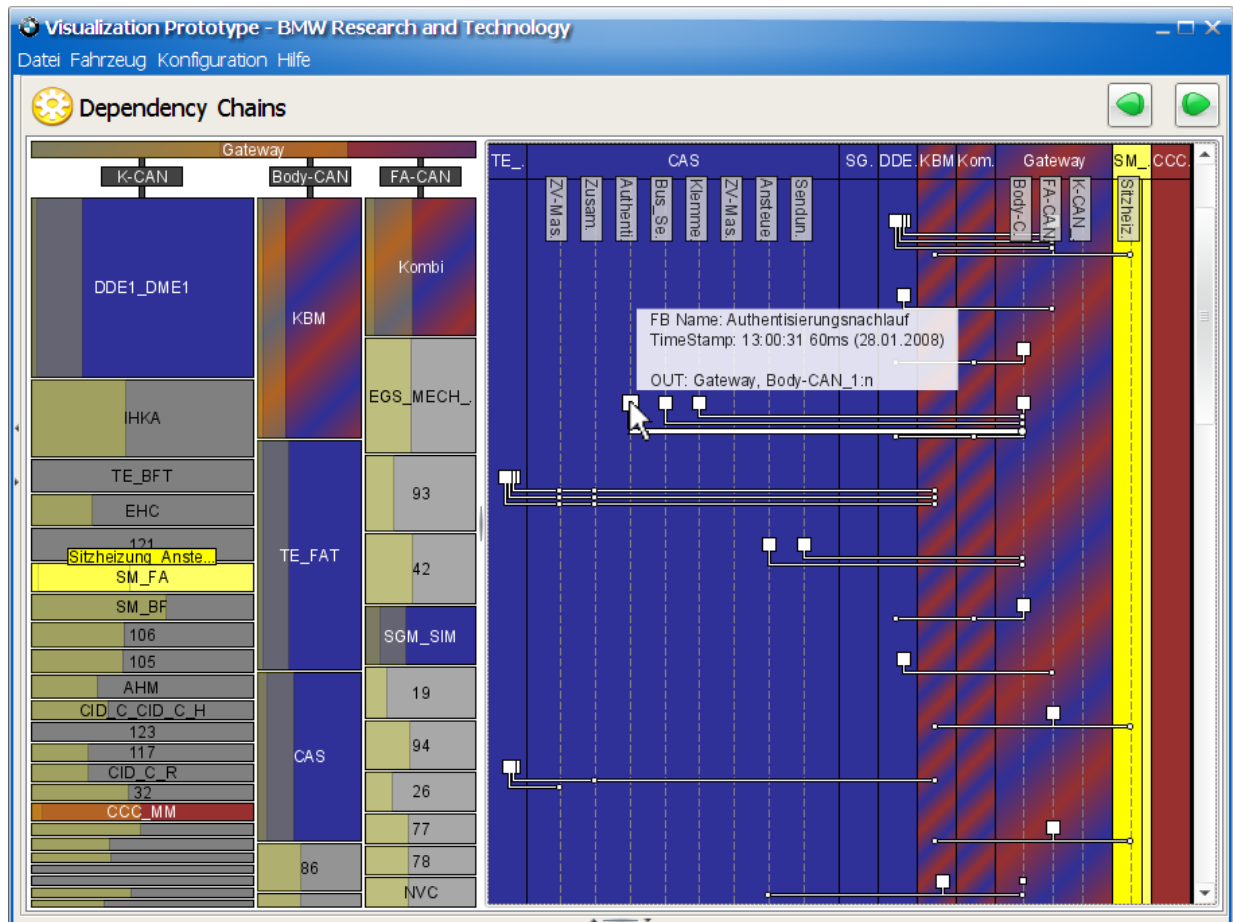 Visualization Prototype - BMW Research and Technology
Datei Fahrzeug Konfiguration Hilfe
Dependency Chains
Gateway
K-CAN
Body-CAN
FA-CAN
DDE1_DME1
IHKA
TE_BFT
EHC
121
Sitzheizung_Anste...
SM_FA
SM_BF
106
105
AHM
CID_C_CID_C_H
123
117
CID_C_R
32
CCC_MM
KBM
TE_FAT
CAS
86
Kombi
EGS_MECH_.
93
42
SGM_SIM
19
94
26
77
78
NVC
TE_. CAS SG. DDE. KBM Kom. Gateway SM_. CCC.
ZV-Mas.
Zusam.
Authenti.
Bus_Se.
Klemme.
ZV-Mas.
Ansteue.
Sendun.
Body-C.
FA-CAN.
K-CAN_.
Sitzheiz.
FB Name: Authentisierungsnachlauf
TimeStamp: 13:00:31 60ms (28.01.2008)
OUT: Gateway, Body-CAN_1:n